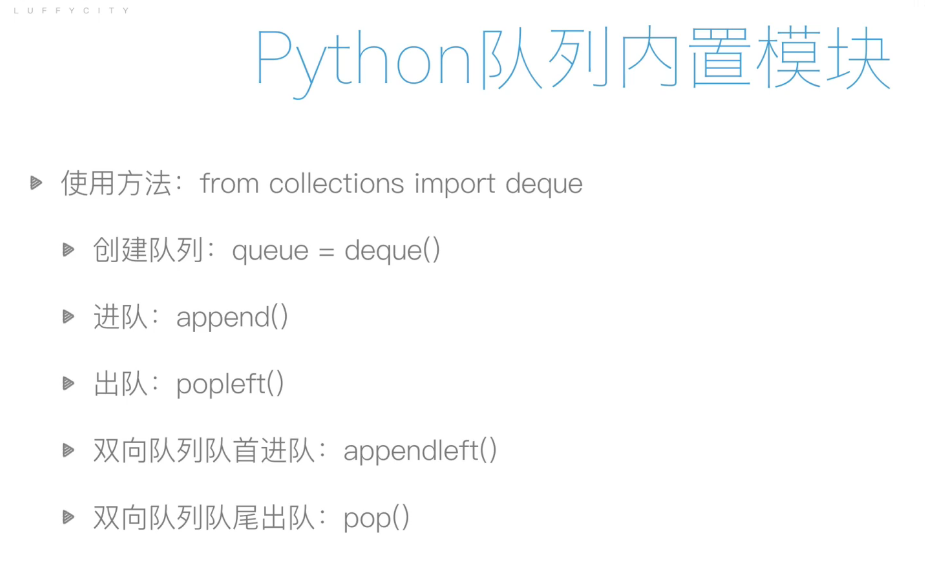 LUFFYCITY
Python队列内置模块
使用方法：from collections import deque
创建队列：queue = deque()
进队：append()
出队：popleft()
双向队列队首进队：appendleft()
双向队列队尾出队：pop()